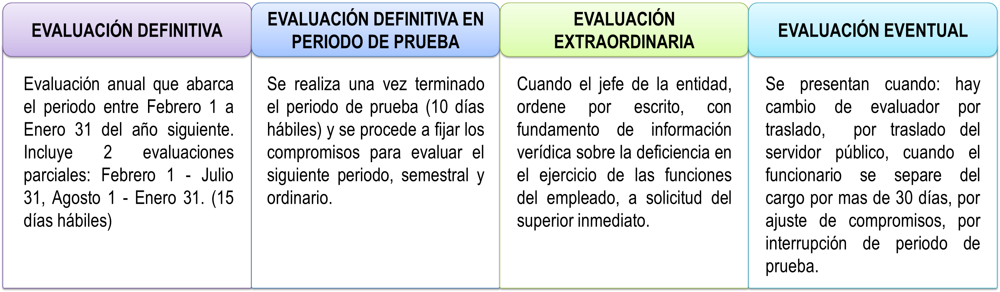 EVALUACIÓN DEFINITIVA
Evaluación anual que abarca
el periodo entre Febrero 1 a
Enero 31 del año siguiente.
Incluye 2 evaluaciones
parciales: Febrero 1 - Julio
31, Agosto 1 - Enero 31. (15
días hábiles)
EVALUACIÓN DEFINITIVA EN
PERIODO DE PRUEBA
Se realiza una vez terminado
el periodo de prueba (10 días
hábiles) y se procede a fijar los
compromisos para evaluar el
siguiente periodo, semestral y
ordinario.
EVALUACIÓN
EXTRAORDINARIA
Cuando el jefe de la entidad,
ordene por escrito, con
fundamento de información
verídica sobre la deficiencia en
el ejercicio de las funciones
del empleado, a solicitud del
superior inmediato.
EVALUACIÓN EVENTUAL
Se presentan cuando: hay
cambio de evaluador por
traslado, por traslado del
servidor público, cuando el
funcionario se separe del
cargo por mas de 30 días, por
ajuste de compromisos, por
interrupción de periodo de
prueba.